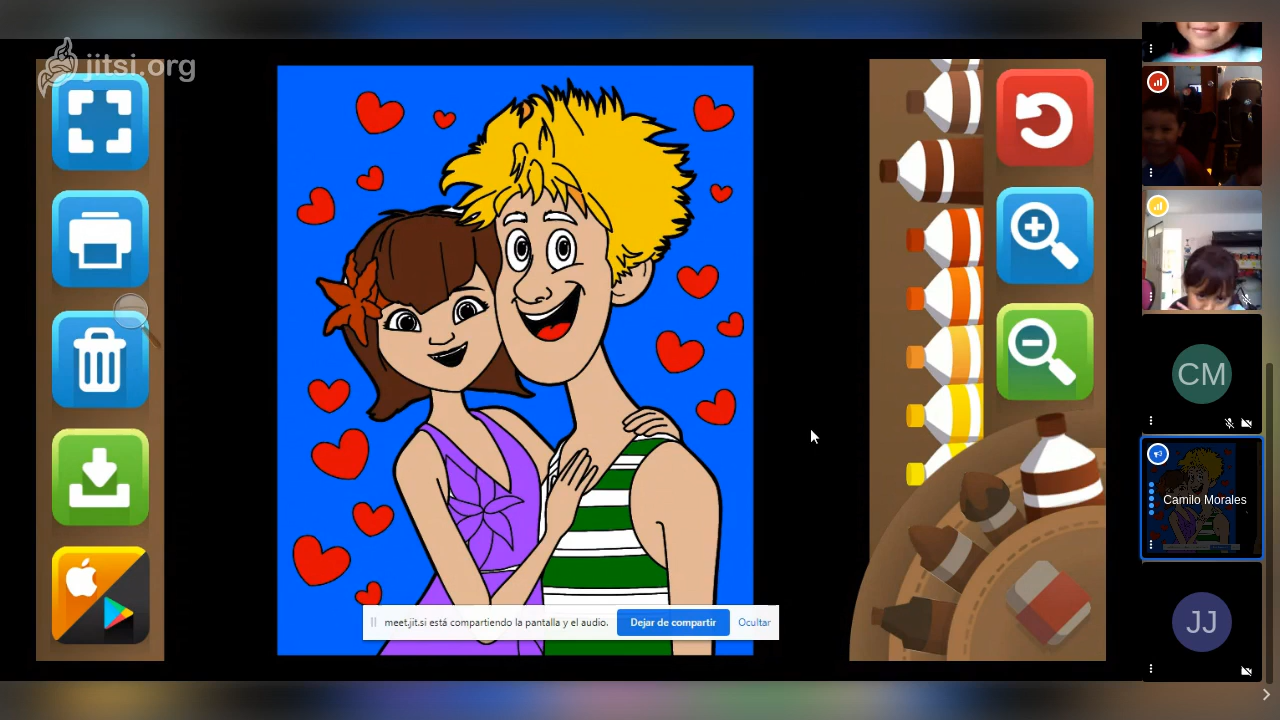 jitsi.org
CM
Camilo Morales
meet.jit.si está compartiendo la pantalla y el audio.
Dejar de compartir
Ocultar
JJ